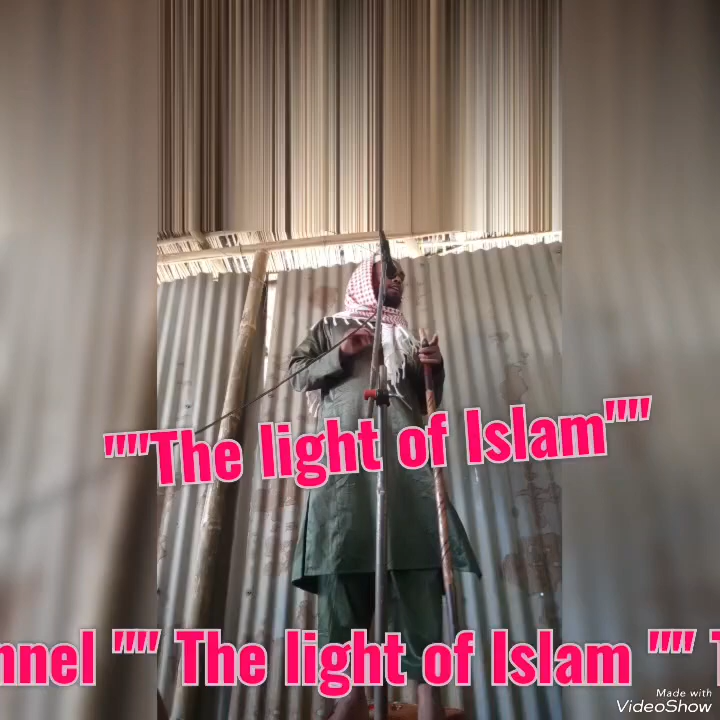 ""The light of Islam""
nnel "" The light of Islam "" T
Made with
VideoShow